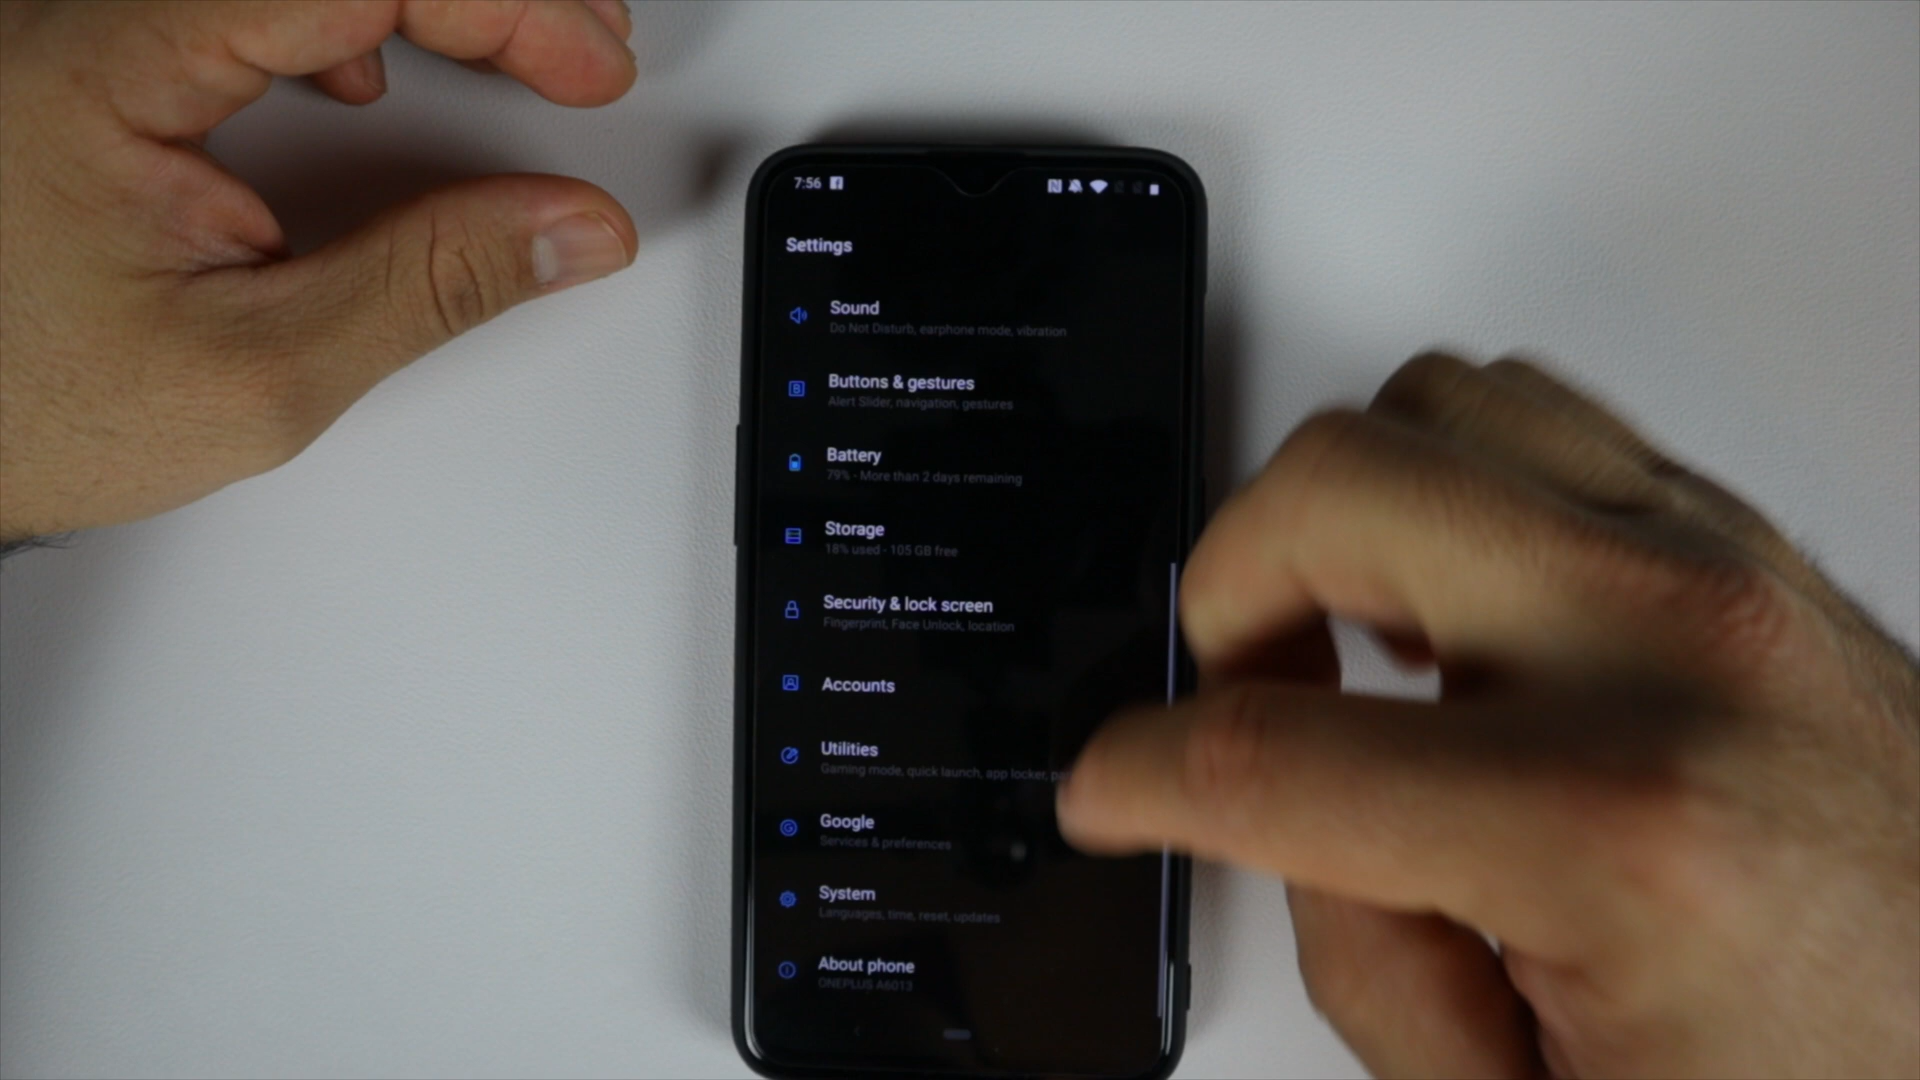 7:56
Settings
Sound
Do Not Disturb, earphone mode, vibration
Buttons & gestures
Alert Slider, navigation, gestures
Battery
79% - More than 2 days remaining
Storage
18% used - 105 GB free
Security & lock screen
Fingerprint, Face Unlock, location
Accounts
Utilities
Gaming mode, quick launch, app locker,
Google
Services & preferences
System
Languages, time, reset, updates
About phone
ONEPLUS A6013